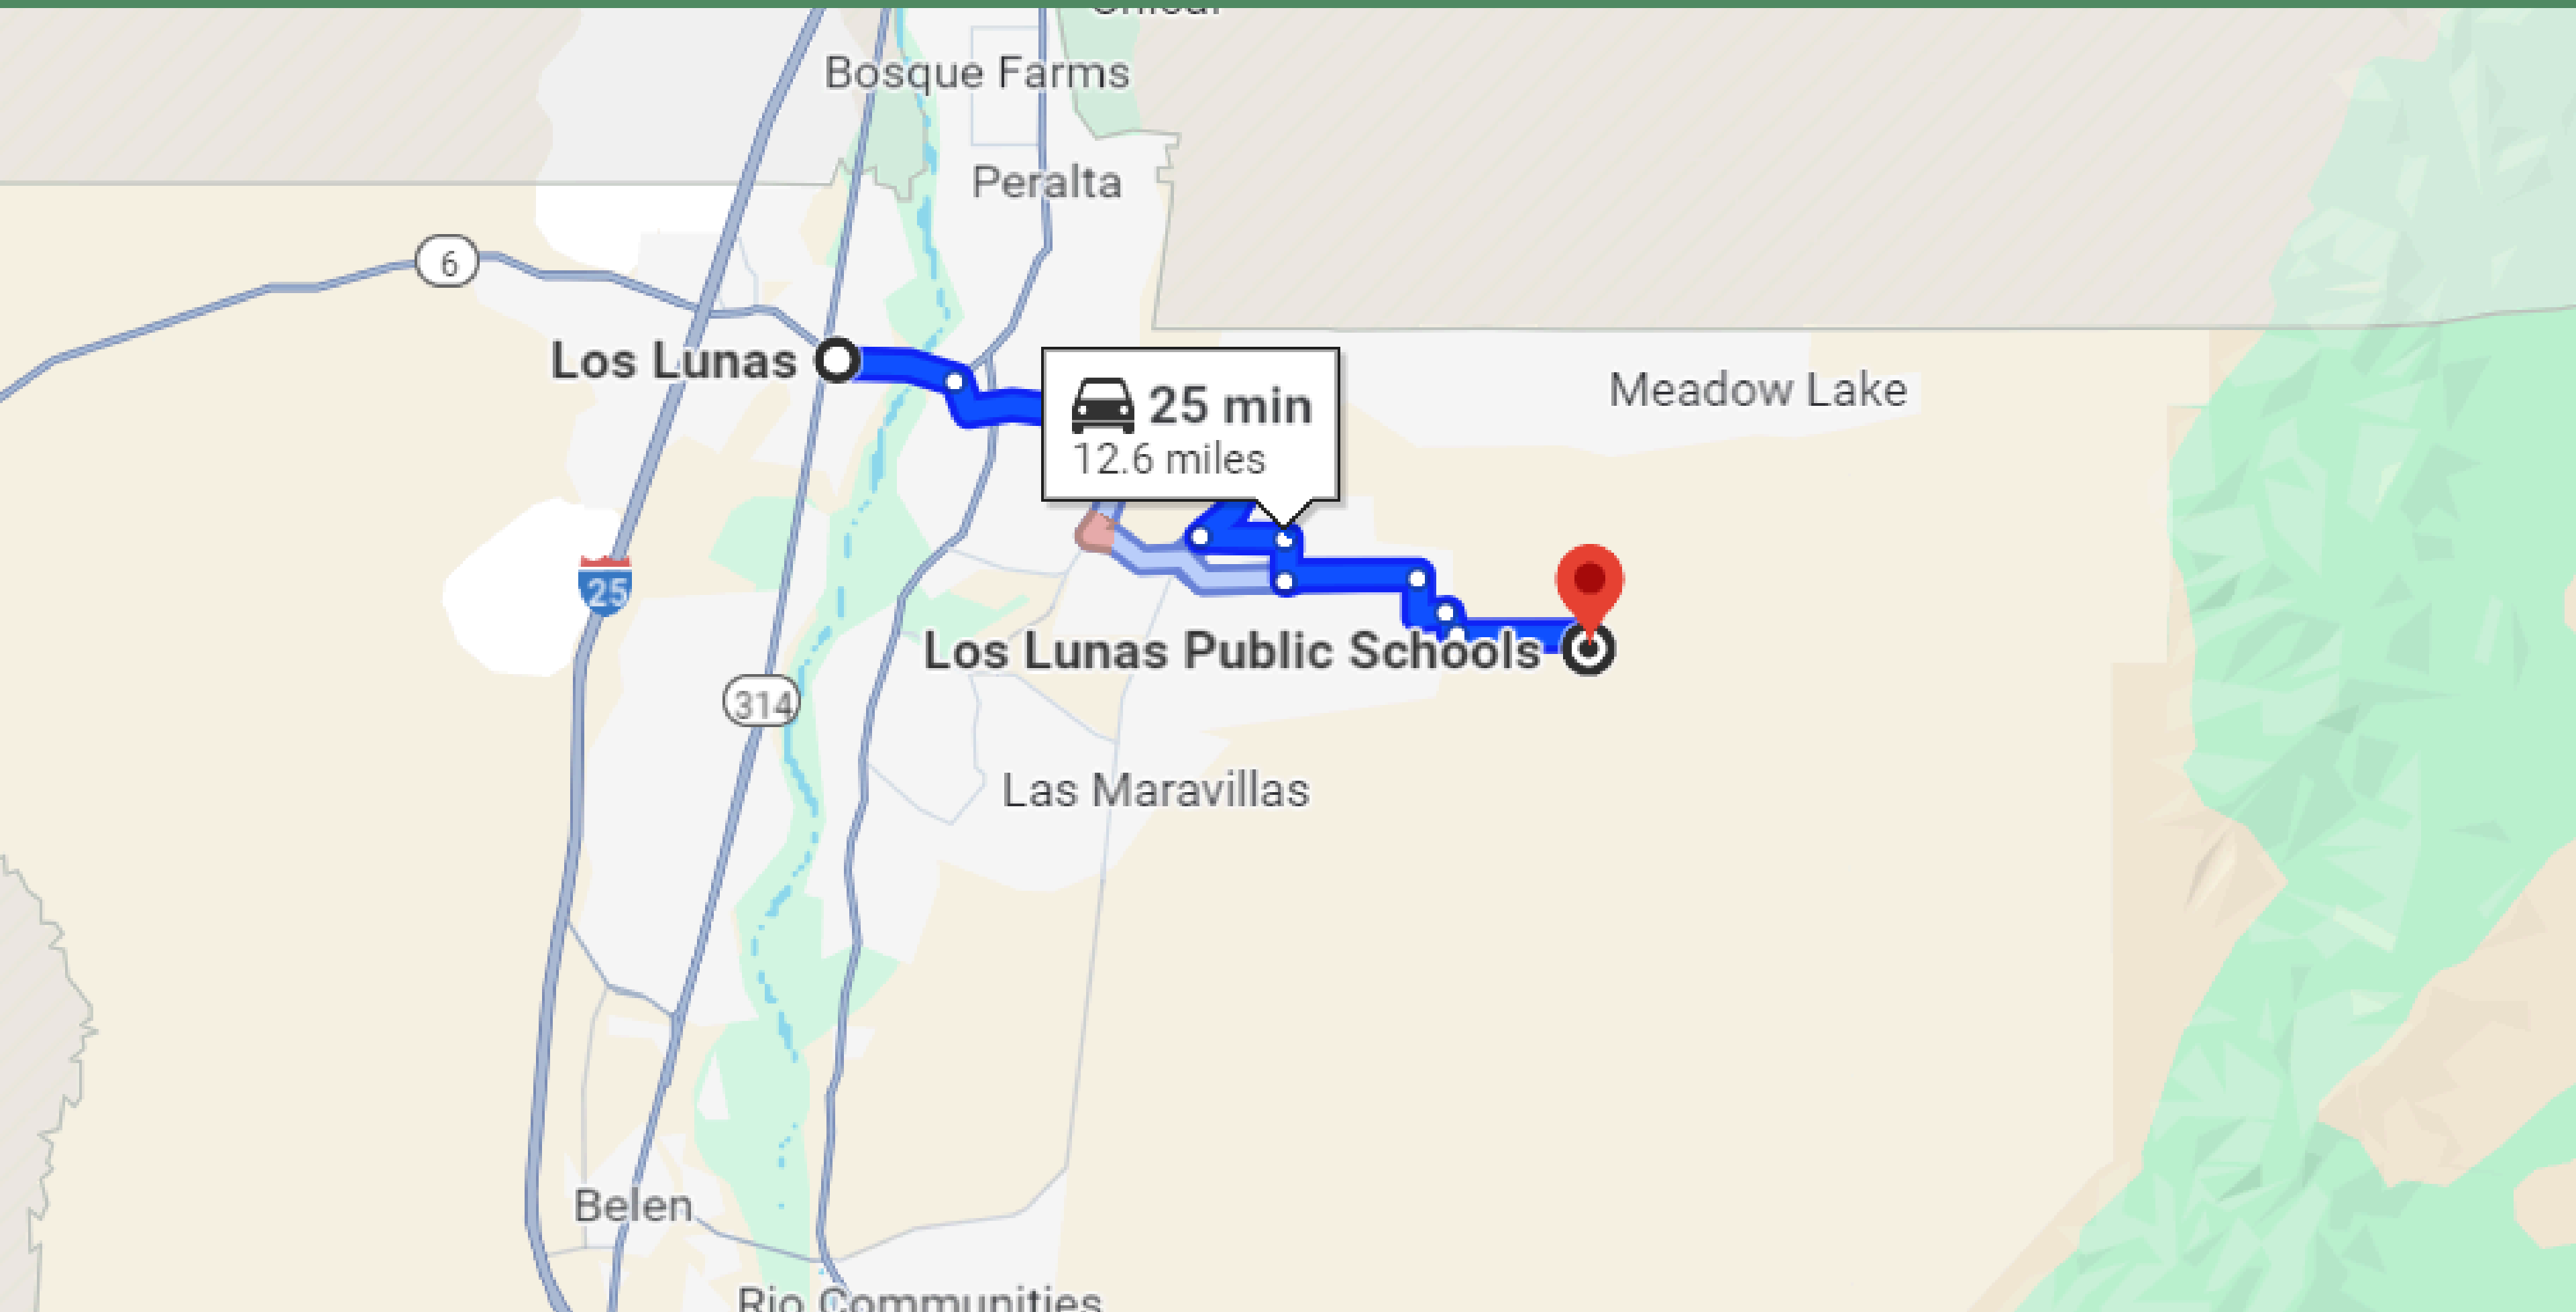 Bosque Farms
Peralta
6
Los Lunas
25 min
12.6 miles
Meadow Lake
25
Los Lunas Public Schools
314
Las Maravillas
Belen
Rio Communities